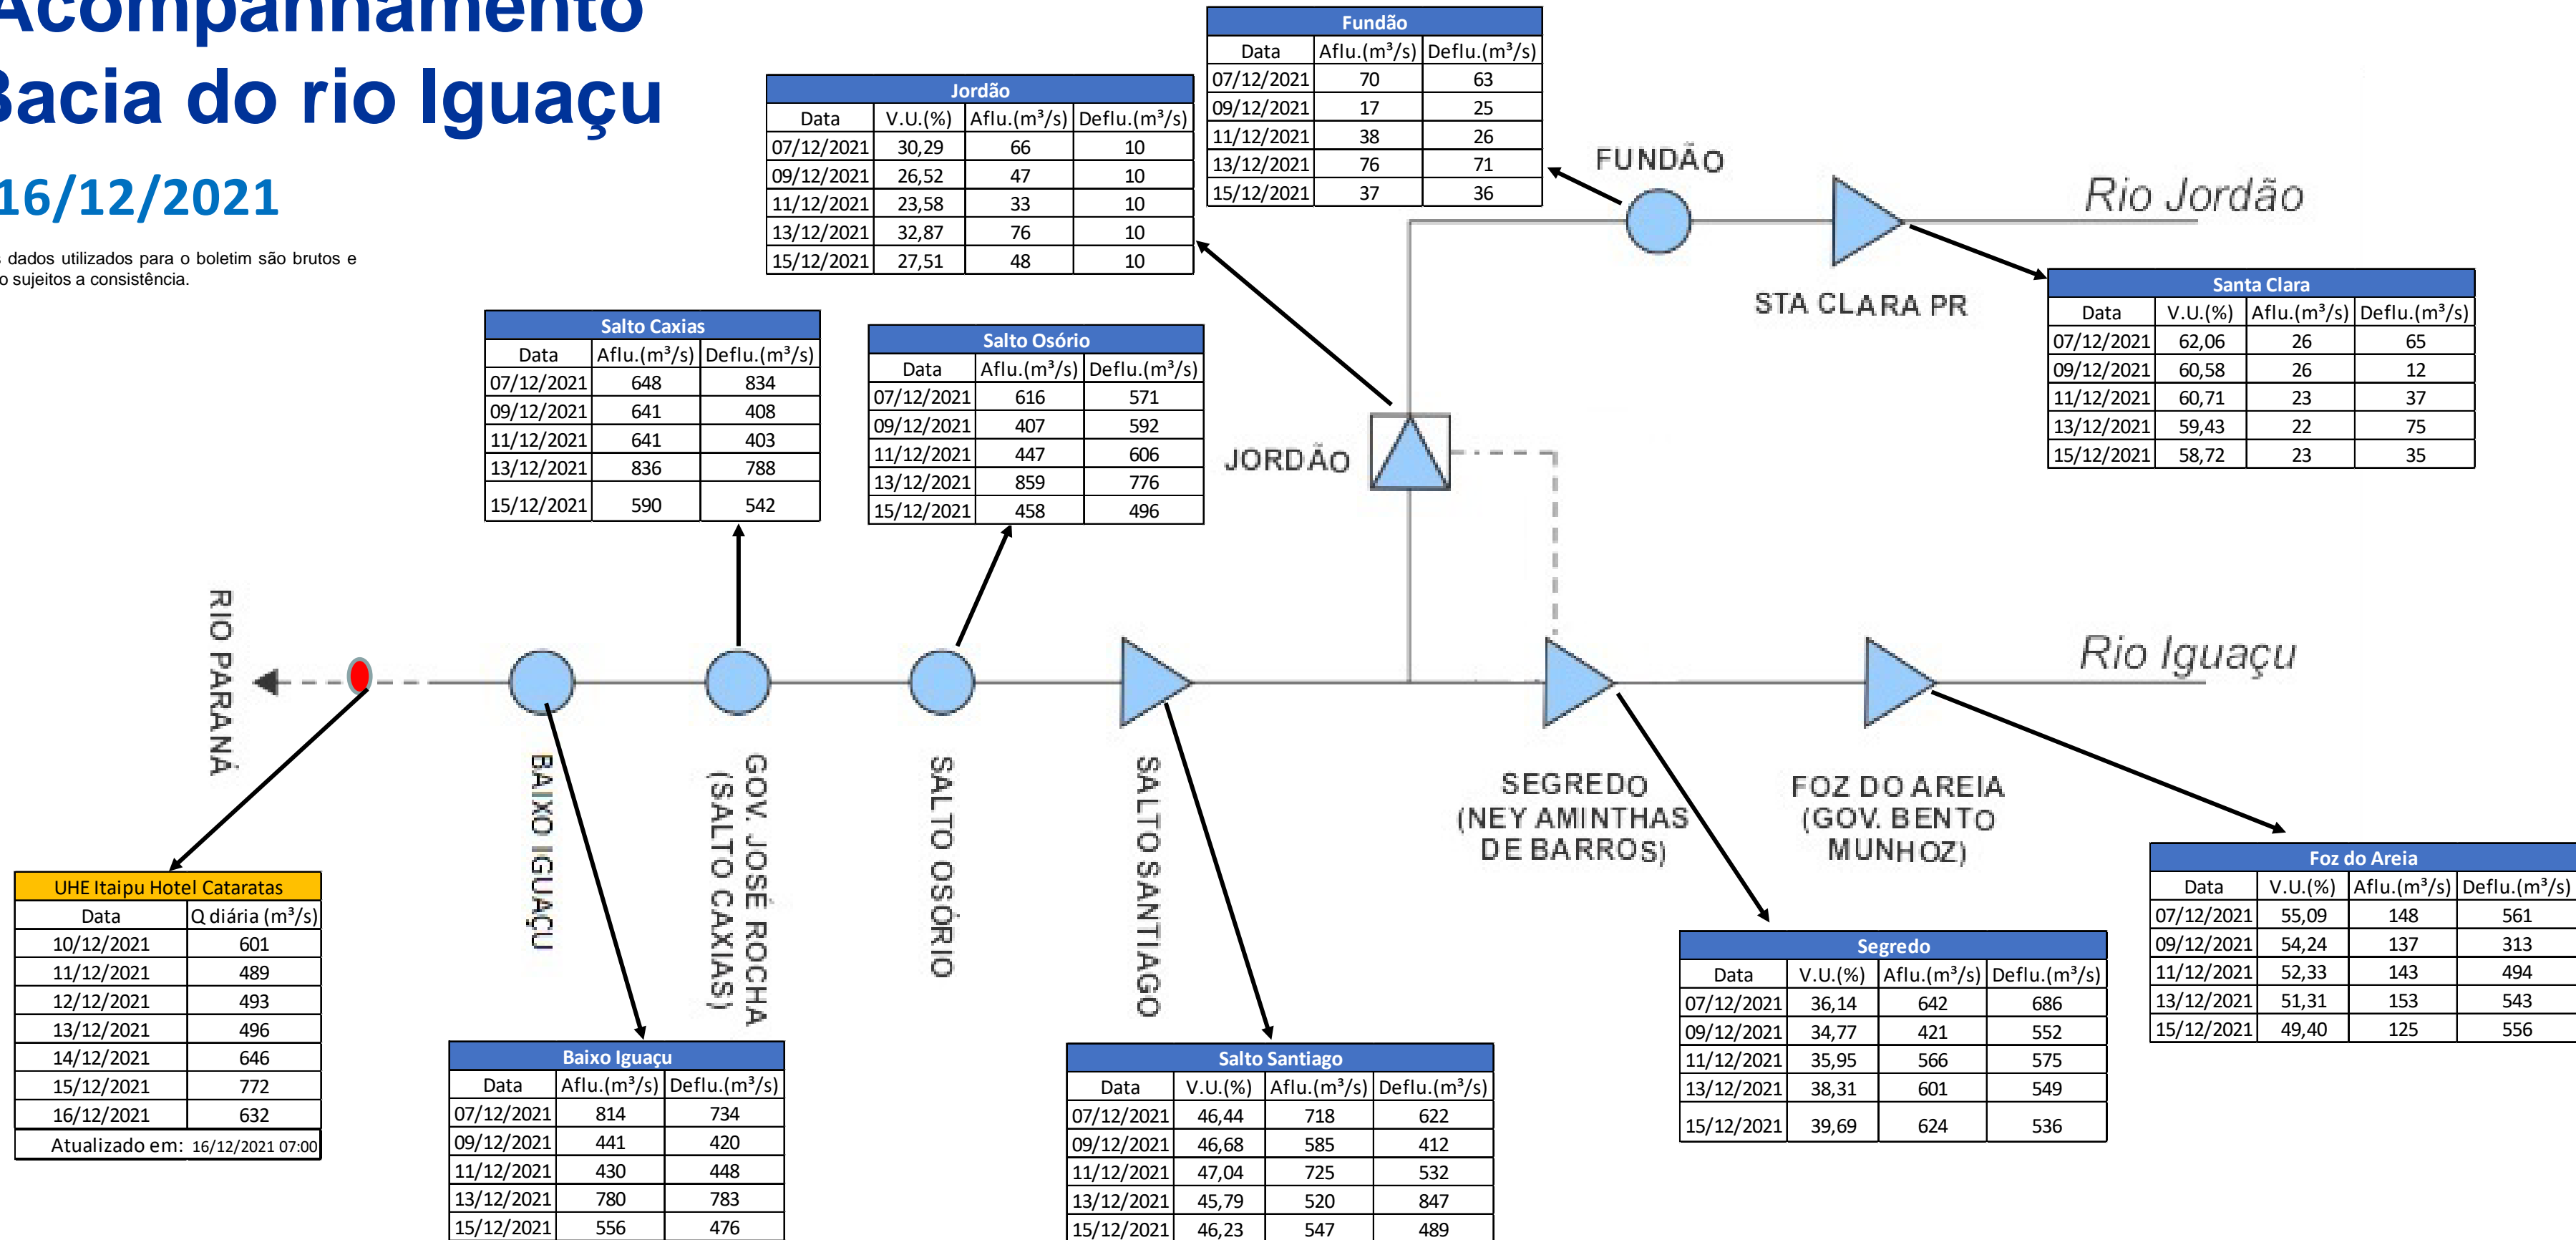 Acompanhamento
Bacia do rio Iguaçu
16/12/2021
dados utilizados para o boletim são brutos e
sujeitos a consistência.
Fundão
Data Aflu.(m³/s) Deflu.(m³/s)
07/12/2021 70 63
09/12/2021 17 25
11/12/2021 38 26
13/12/2021 76 71
15/12/2021 37 36
Jordão
Data V.U.(%) Aflu.(m³/s) Deflu.(m³/s)
07/12/2021 30,29 66 10
09/12/2021 26,52 47 10
11/12/2021 23,58 33 10
13/12/2021 32,87 76 10
15/12/2021 27,51 48 10
FUNDÃO
Rio Jordão
STA CLARA PR
Santa Clara
Data V.U.(%) Aflu.(m³/s) Deflu.(m³/s)
07/12/2021 62,06 26 65
09/12/2021 60,58 26 12
11/12/2021 60,71 23 37
13/12/2021 59,43 22 75
15/12/2021 58,72 23 35
Salto Caxias
Data Aflu.(m³/s) Deflu.(m³/s)
07/12/2021 648 834
09/12/2021 641 408
11/12/2021 641 403
13/12/2021 836 788
15/12/2021 590 542
Salto Osório
Data Aflu.(m³/s) Deflu.(m³/s)
07/12/2021 616 571
09/12/2021 407 592
11/12/2021 447 606
13/12/2021 859 776
15/12/2021 458 496
JORDÃO
RIO PARANÁ
Rio Iguaçu
BAIXO IGUAÇU
GOV. JOSÉ ROCHA
(SALTO CAXIAS)
SALTO OSÓRIO
SALTO SANTIAGO
SEGREDO
(NEY AMINTHAS
DE BARROS)
FOZ DO AREIA
(GOV. BENTO
MUNHOZ)
UHE Itaipu Hotel Cataratas
Data Q diária (m³/s)
10/12/2021 601
11/12/2021 489
12/12/2021 493
13/12/2021 496
14/12/2021 646
15/12/2021 772
16/12/2021 632
Atualizado em: 16/12/2021 07:00
Baixo Iguaçu
Data Aflu.(m³/s) Deflu.(m³/s)
07/12/2021 814 734
09/12/2021 441 420
11/12/2021 430 448
13/12/2021 780 783
15/12/2021 556 476
Salto Santiago
Data V.U.(%) Aflu.(m³/s) Deflu.(m³/s)
07/12/2021 46,44 718 622
09/12/2021 46,68 585 412
11/12/2021 47,04 725 532
13/12/2021 45,79 520 847
15/12/2021 46,23 547 489
Segredo
Data V.U.(%) Aflu.(m³/s) Deflu.(m³/s)
07/12/2021 36,14 642 686
09/12/2021 34,77 421 552
11/12/2021 35,95 566 575
13/12/2021 38,31 601 549
15/12/2021 39,69 624 536
Foz do Areia
Data V.U.(%) Aflu.(m³/s) Deflu.(m³/s)
07/12/2021 55,09 148 561
09/12/2021 54,24 137 313
11/12/2021 52,33 143 494
13/12/2021 51,31 153 543
15/12/2021 49,40 125 556